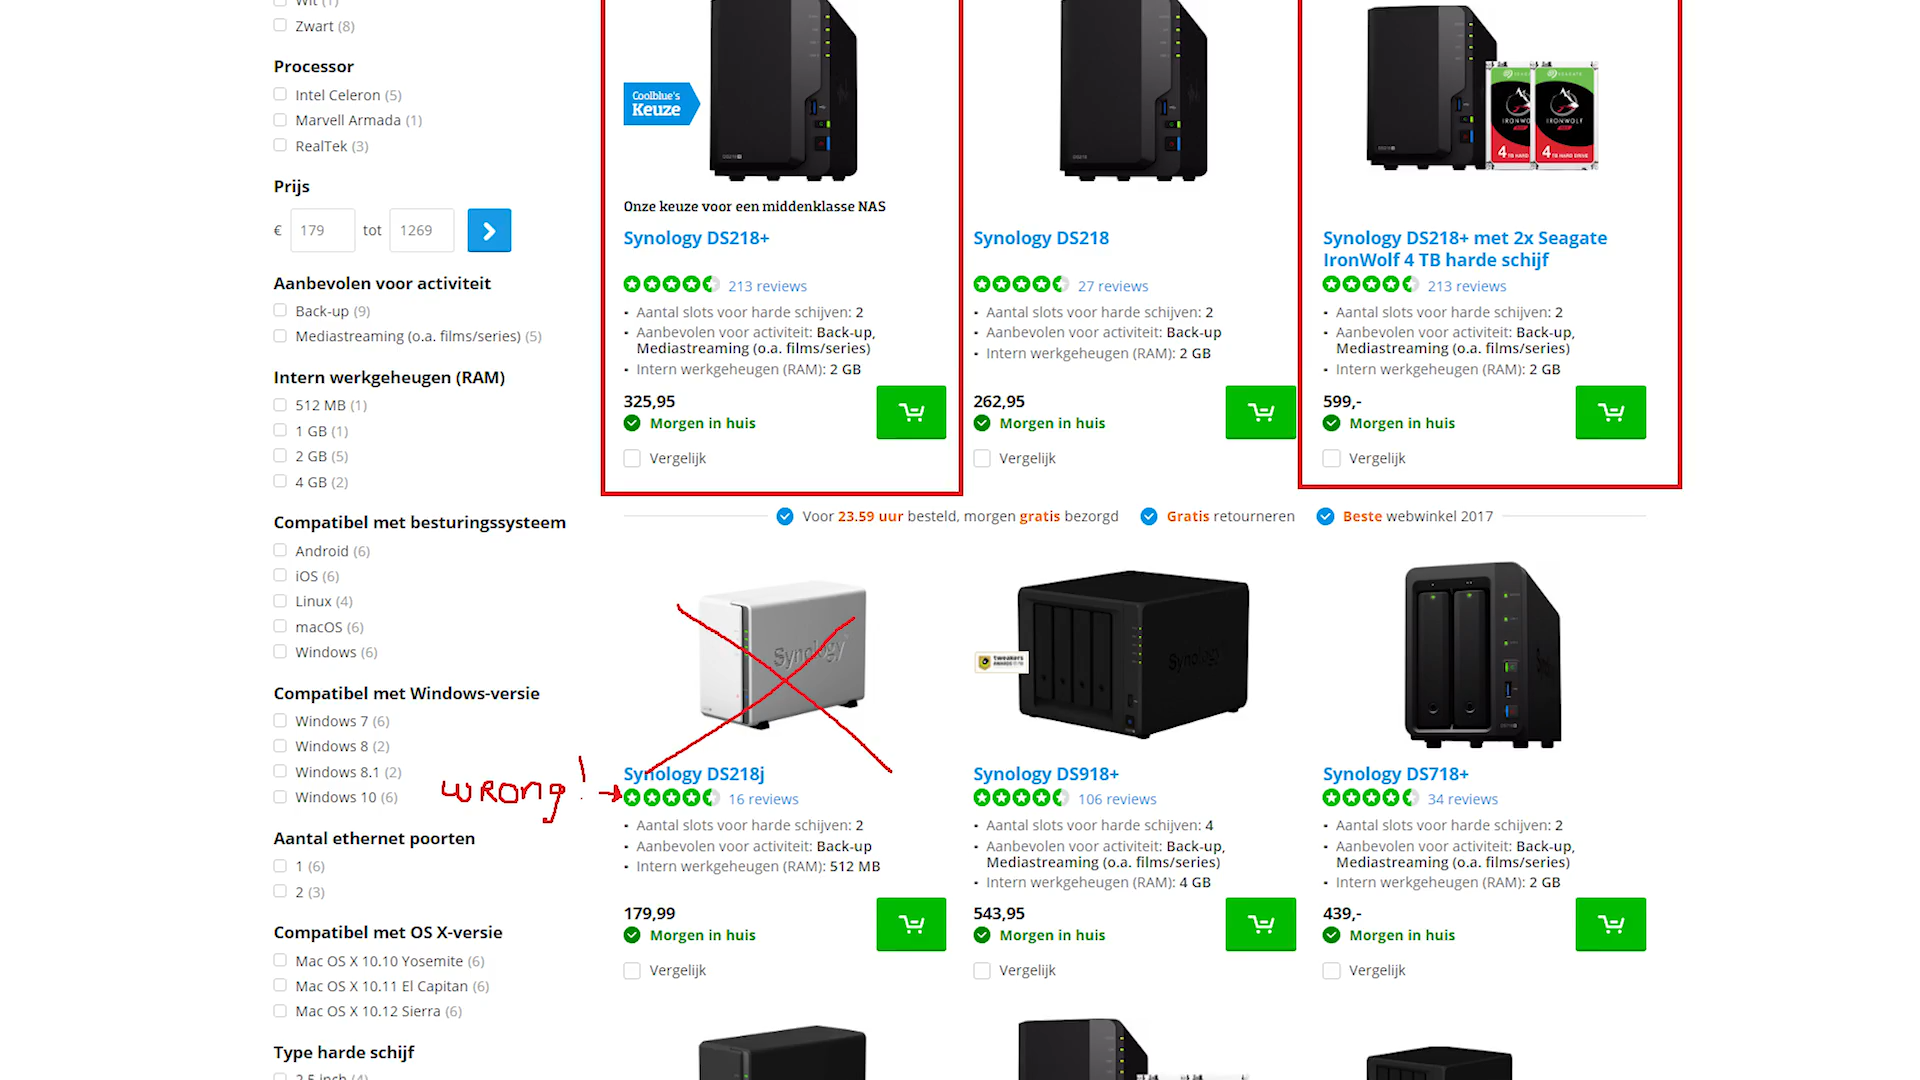 Wit (1)
Zwart (8)
Processor
Intel Celeron (5)
Marvell Armada (1)
RealTek (3)
Prijs
€ 179 tot 1269
Aanbevolen voor activiteit
Back-up (9)
Mediastreaming (o.a. films/series) (5)
Intern werkgeheugen (RAM)
512 MB (1)
1 GB (1)
2 GB (5)
4 GB (2)
Compatibel met besturingssysteem
Android (6)
iOS (6)
Linux (4)
macOS (6)
Windows (6)
Compatibel met Windows-versie
Windows 7 (6)
Windows 8 (2)
Windows 8.1 (2)
Windows 10 (6)
Aantal ethernet poorten
1 (6)
2 (3)
Compatibel met OS X-versie
Mac OS X 10.10 Yosemite (6)
Mac OS X 10.11 El Capitan (6)
Mac OS X 10.12 Sierra (6)
Type harde schijf
2,5 inch (4)
Coolblue's
Keuze
Onze keuze voor een middenklasse NAS
Synology DS218+
213 reviews
Aantal slots voor harde schijven: 2
Aanbevolen voor activiteit: Back-up,
Mediastreaming (o.a. films/series)
Intern werkgeheugen (RAM): 2 GB
325,95
Morgen in huis
Vergelijk
Synology DS218
27 reviews
Aantal slots voor harde schijven: 2
Aanbevolen voor activiteit: Back-up
Intern werkgeheugen (RAM): 2 GB
262,95
Morgen in huis
Vergelijk
SEAGATE
IRONWOLF
4 TB HARD DRIVE
Synology DS218+ met 2x Seagate
IronWolf 4 TB harde schijf
213 reviews
Aantal slots voor harde schijven: 2
Aanbevolen voor activiteit: Back-up,
Mediastreaming (o.a. films/series)
Intern werkgeheugen (RAM): 2 GB
599,-
Morgen in huis
Vergelijk
Voor 23.59 uur besteld, morgen gratis bezorgd
Gratis retourneren
Beste webwinkel 2017
Synology
wrong!
Synology DS218j
16 reviews
Aantal slots voor harde schijven: 2
Aanbevolen voor activiteit: Back-up
Intern werkgeheugen (RAM): 512 MB
179,99
Morgen in huis
Vergelijk
tweakers
Synology
Synology DS918+
106 reviews
Aantal slots voor harde schijven: 4
Aanbevolen voor activiteit: Back-up,
Mediastreaming (o.a. films/series)
Intern werkgeheugen (RAM): 4 GB
543,95
Morgen in huis
Vergelijk
Synology DS718+
34 reviews
Aantal slots voor harde schijven: 2
Aanbevolen voor activiteit: Back-up,
Mediastreaming (o.a. films/series)
Intern werkgeheugen (RAM): 2 GB
439,-
Morgen in huis
Vergelijk